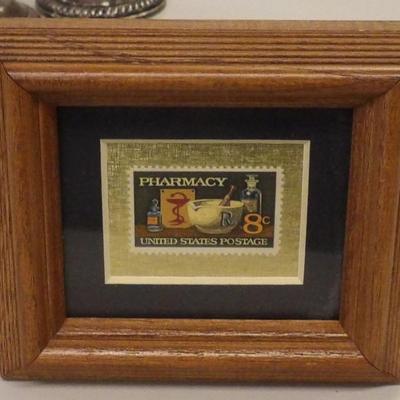 PHARMACY
R
8c
UNITED STATES POSTAGE